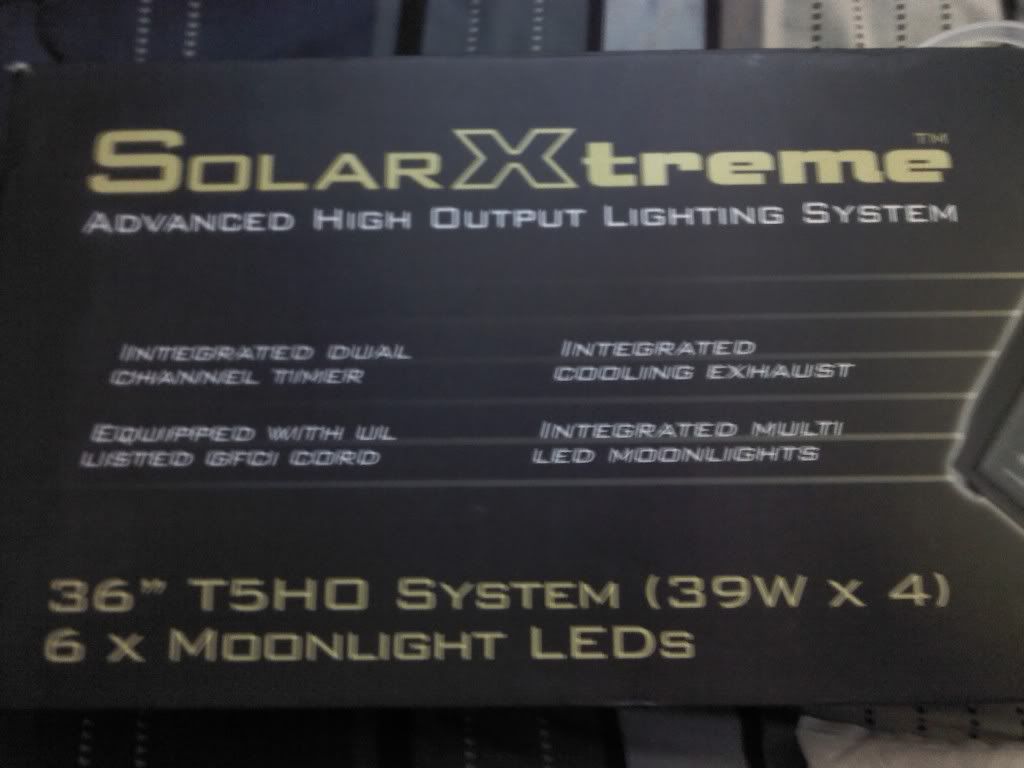 SOLARXtreme™
ADVANCED HIGH OUTPUT LIGHTING SYSTEM
INTEGRATED DUAL
CHANNEL TIMER
INTEGRATED
COOLING EXHAUST
EQUIPPED WITH UL
LISTED GFCI CORD
INTEGRATED MULTI
LED MOONLIGHTS
36” T5HO SYSTEM (39W x 4)
6 x MOONLIGHT LEDS